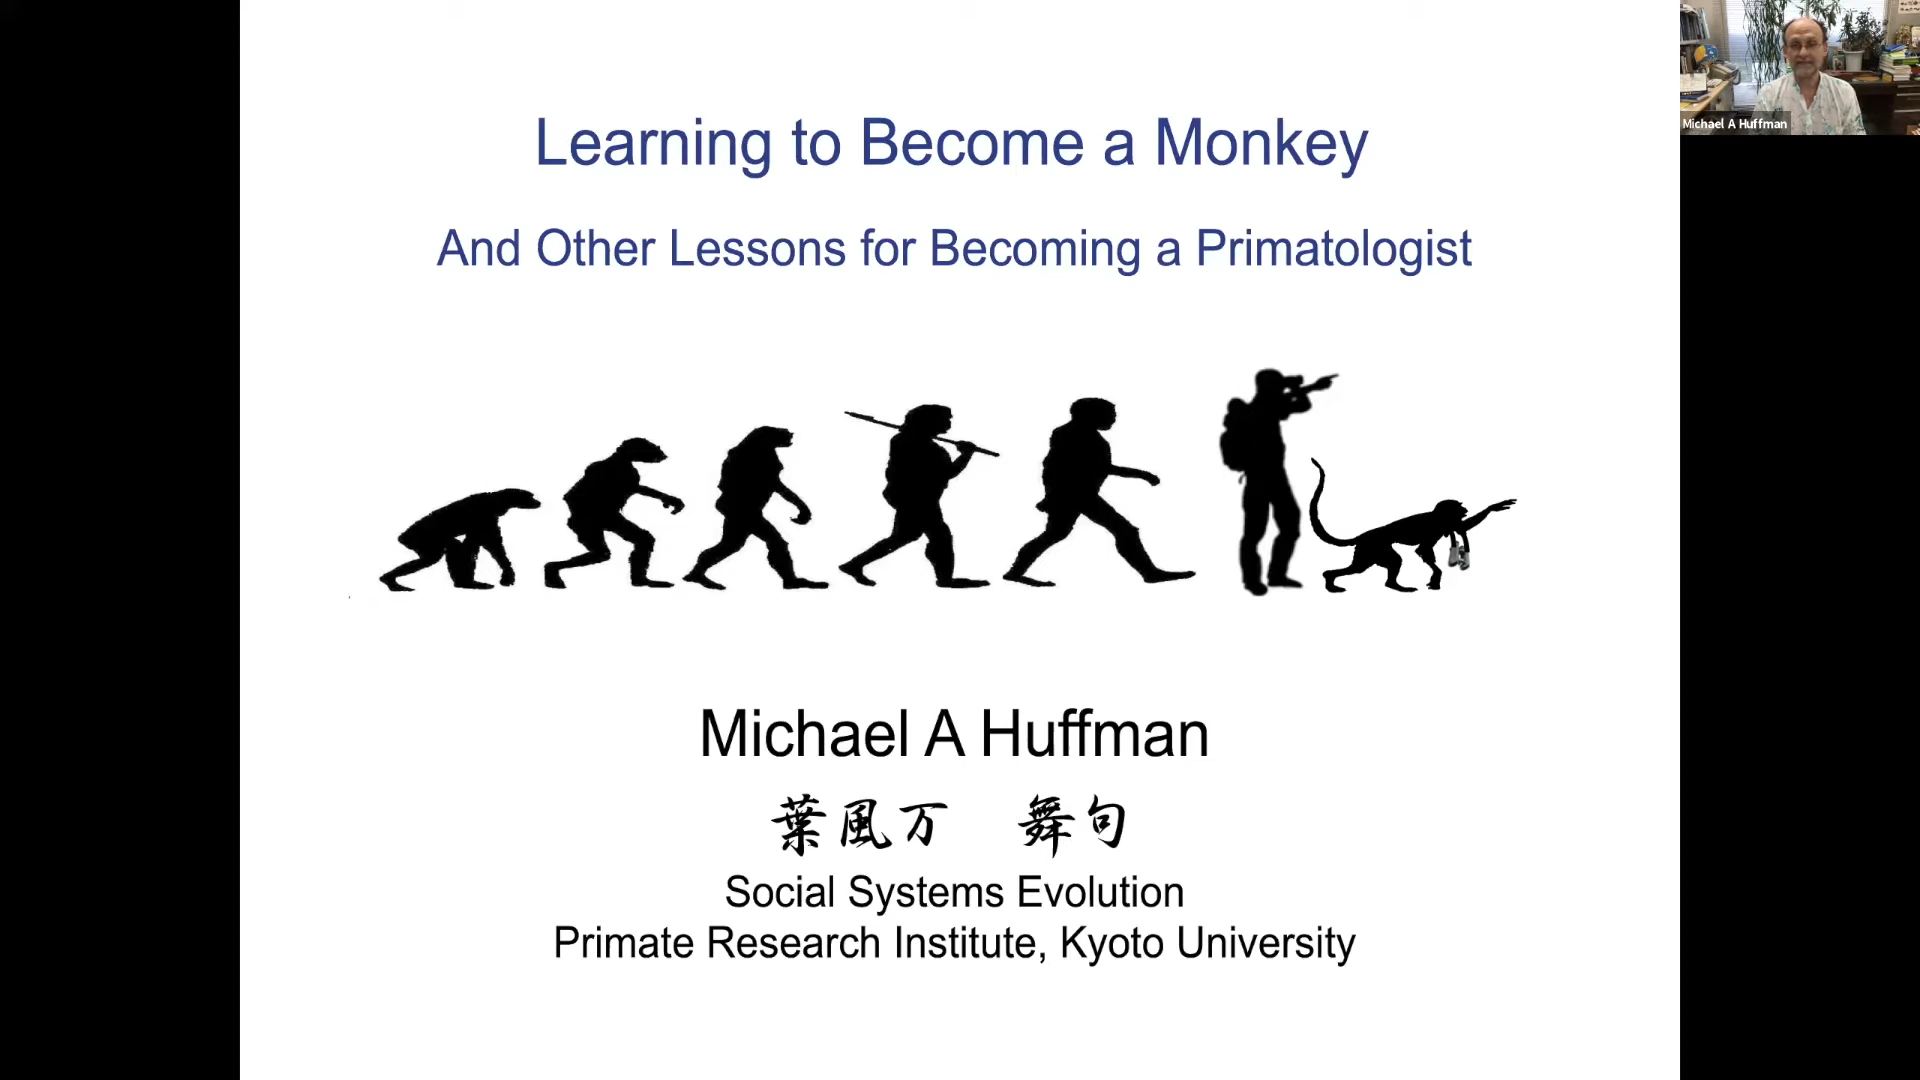 Learning to Become a Monkey
And Other Lessons for Becoming a Primatologist
Michael A Huffman
葉風万　舞句
Social Systems Evolution
Primate Research Institute, Kyoto University
Michael A Huffman